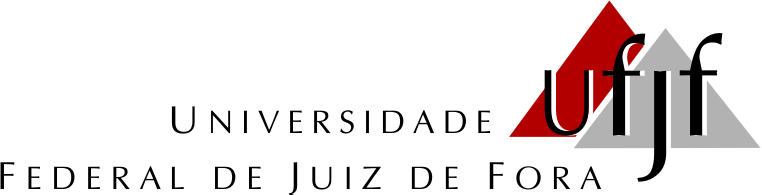 ufjf
UNIVERSIDADE
FEDERAL DE JUIZ DE FORA